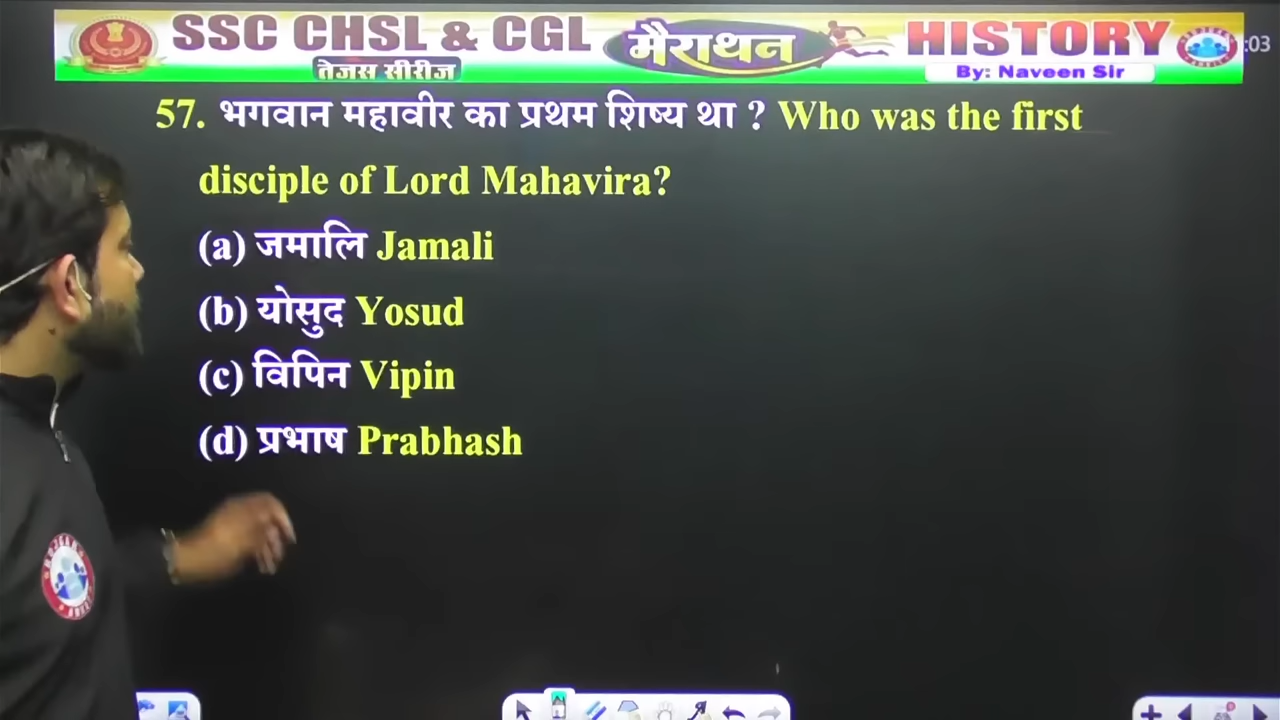 SSC CHSL & CGL
तेजस सीरीज
मैराथन
HISTORY
By: Naveen Sir
:03
57. भगवान महावीर का प्रथम शिष्य था ? Who was the first
disciple of Lord Mahavira?
(a) जमालि Jamali
(b) योसुद Yosud
(c) विपिन Vipin
(d) प्रभाष Prabhash